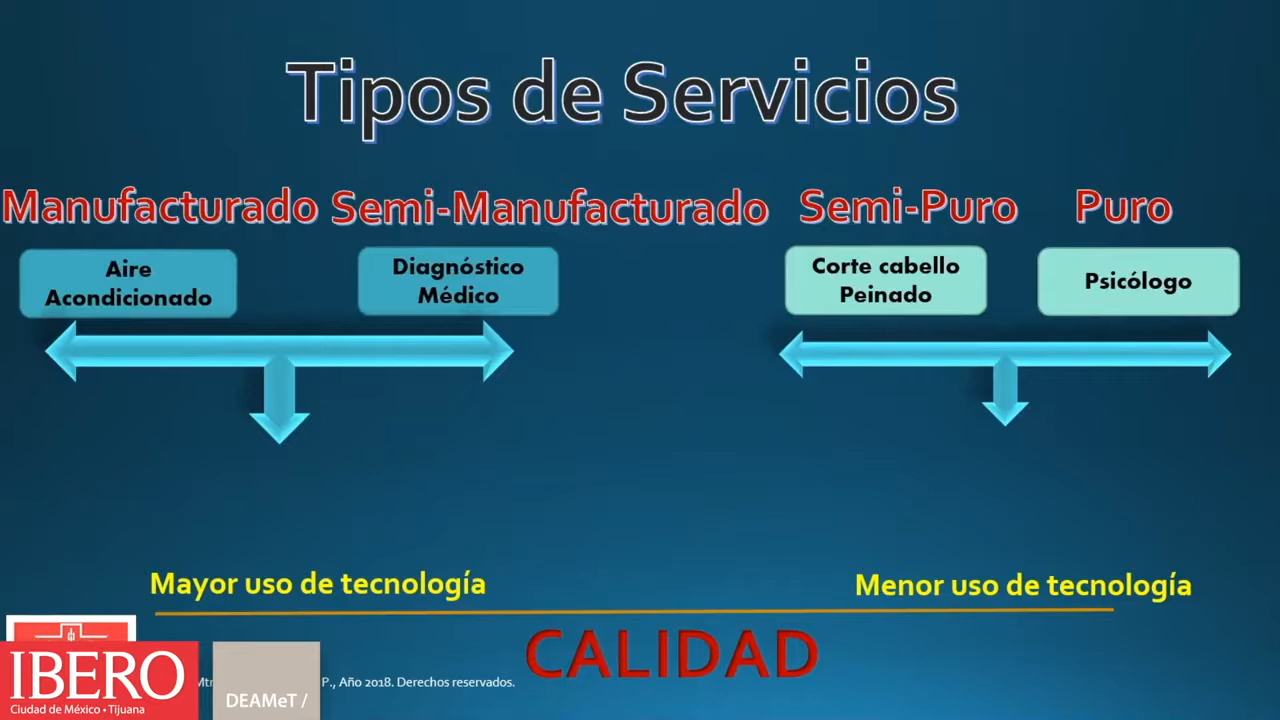 Tipos de Servicios
Manufacturado Semi-Manufacturado Semi-Puro Puro
Aire
Acondicionado
Diagnóstico
Médico
Corte cabello
Peinado
Psicólogo
Mayor uso de tecnología
Menor uso de tecnología
CALIDAD
IBERO
Ciudad de México • Tijuana
DEAMeT /
P., Año 2018. Derechos reservados.